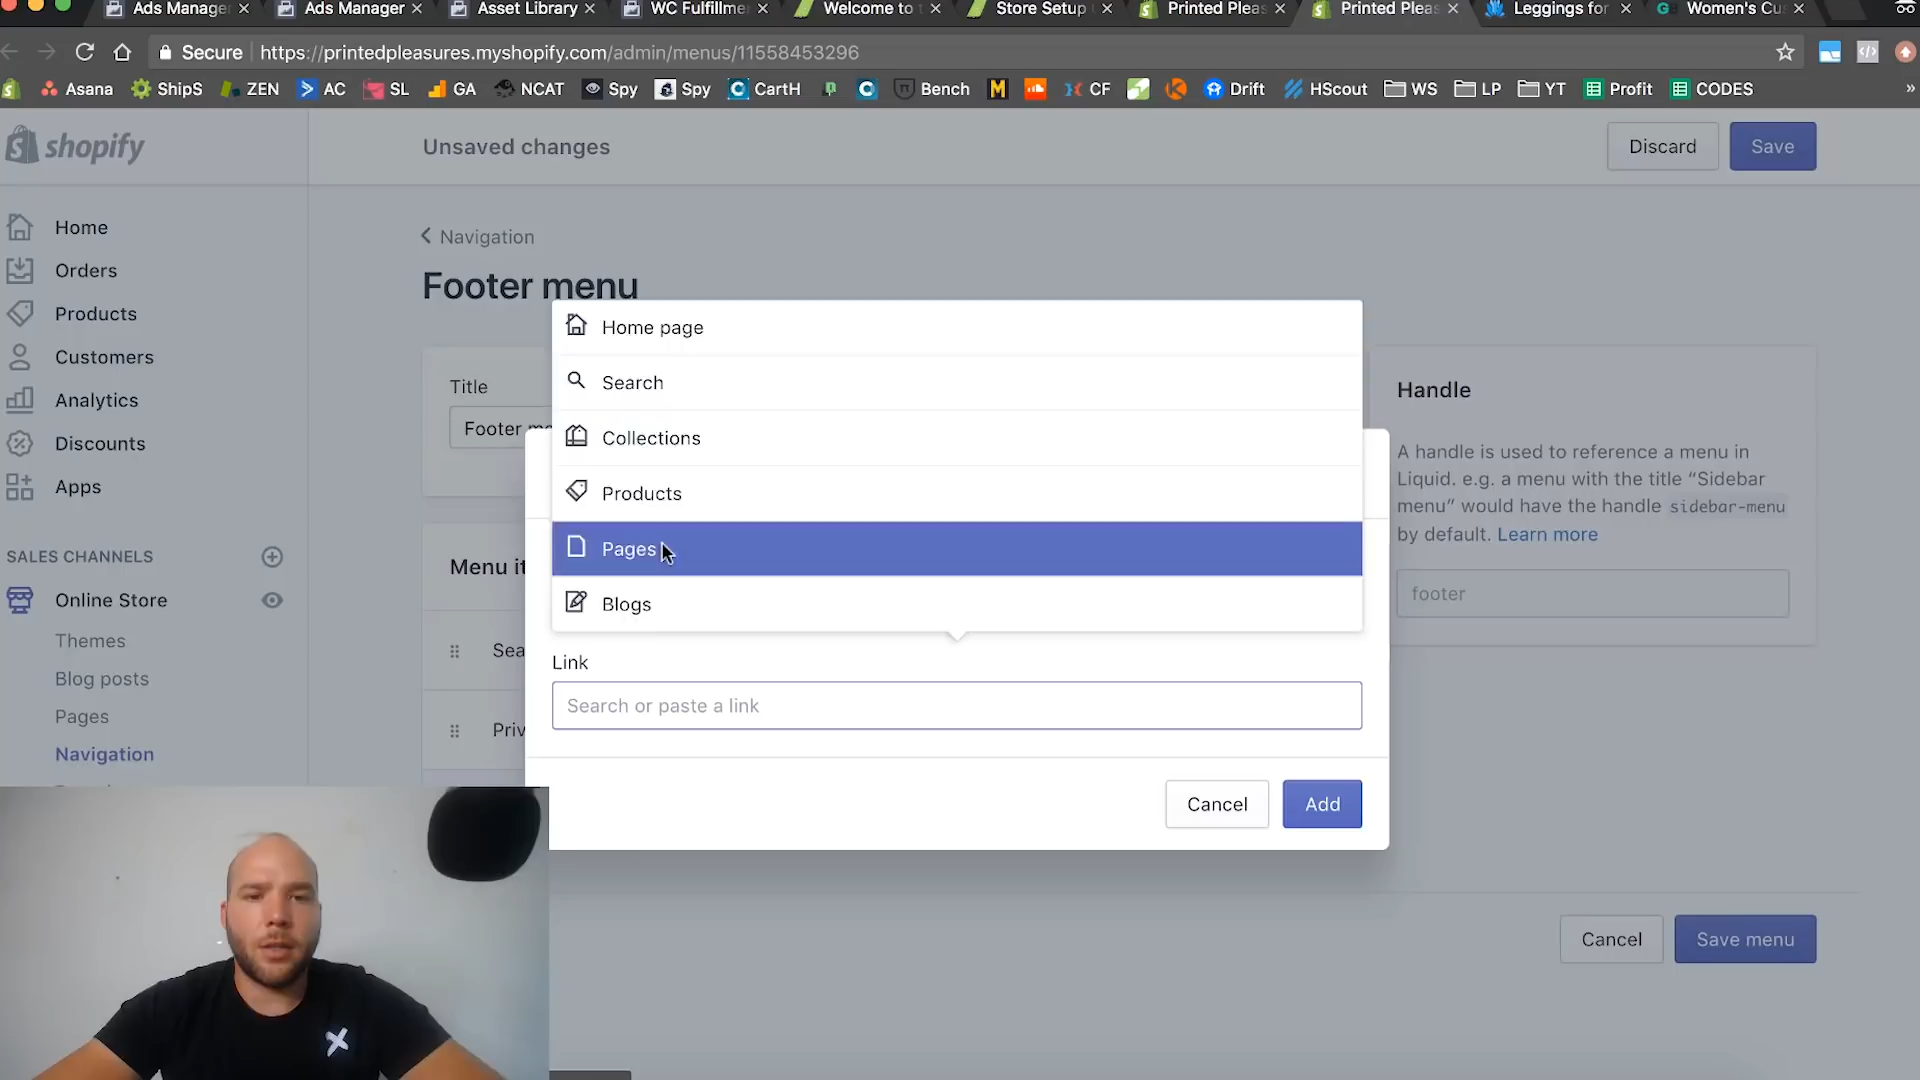 Ads Manager
Ads Manager
Asset Library
WC Fulfillme
Welcome to
Store Setup
Printed Pleas
Printed Pleas
Leggings for
Women's Cu
Secure
https://printedpleasures.myshopify.com/admin/menus/11558453296
Asana
ShipS
ZEN
AC
SL
GA
NCAT
Spy
Spy
CartH
Bench
CF
Drift
HScout
WS
LP
YT
Profit
CODES
»
shopify
Unsaved changes
Discard
Save
Home
Orders
Products
Customers
Analytics
Discounts
Apps
SALES CHANNELS
Online Store
Themes
Blog posts
Pages
Navigation
Navigation
Footer menu
Title
Footer me
Menu it
Sea
Priv
Home page
Search
Collections
Products
Pages
Blogs
Link
Search or paste a link
Cancel
Add
Handle
A handle is used to reference a menu in
Liquid. e.g. a menu with the title “Sidebar
menu” would have the handle sidebar-menu
by default. Learn more
footer
Cancel
Save menu